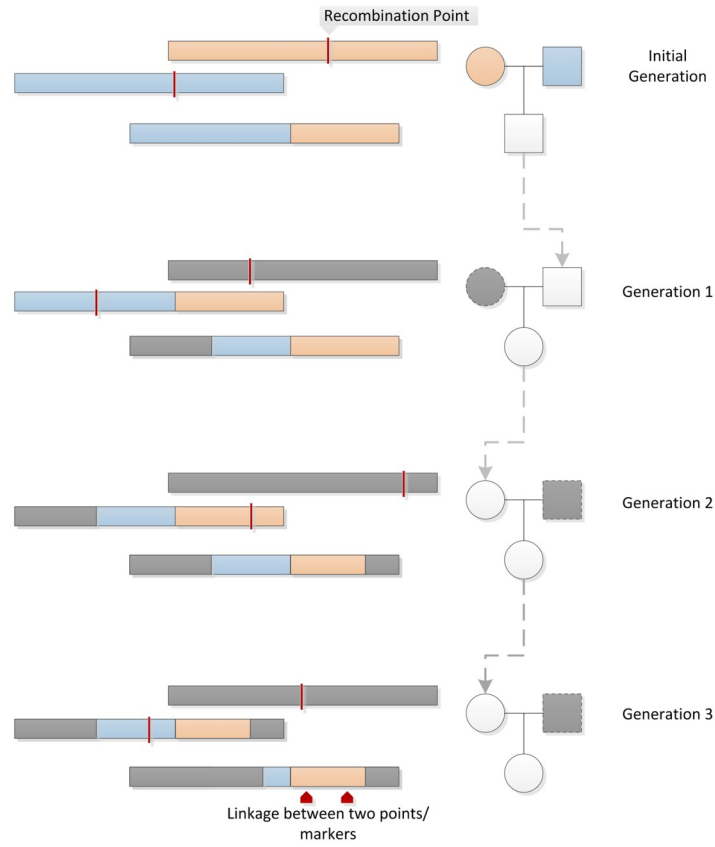 Recombination Point
Initial
Generation
Generation 1
Generation 2
Generation 3
Linkage between two points/
markers